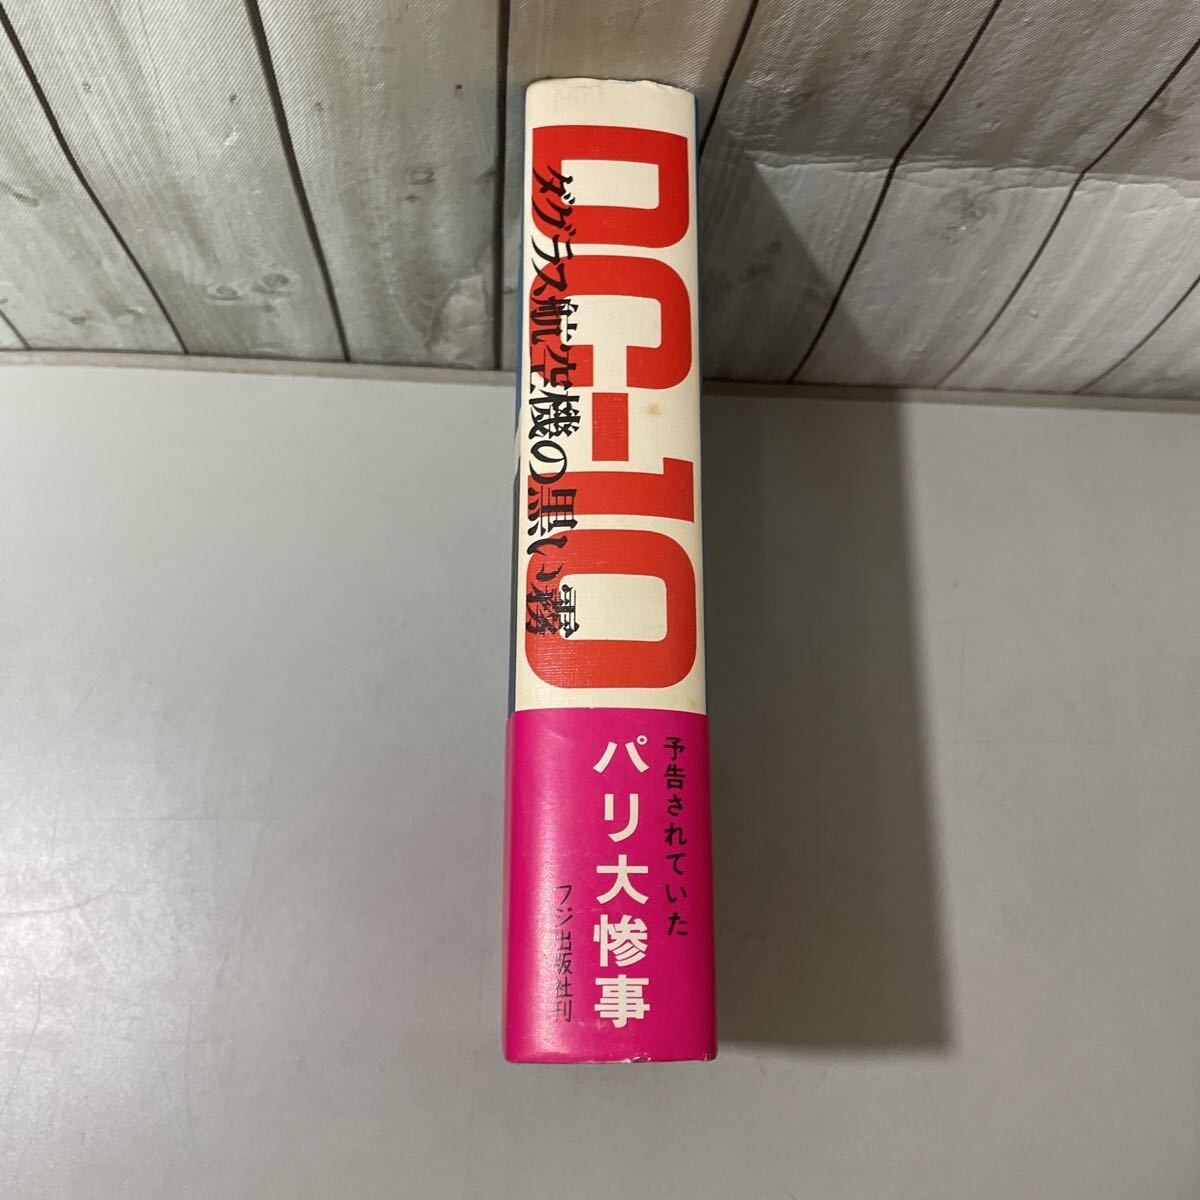 DC-10
ダグラス航空機の黒い霧
予告されていた
パリ大惨事
フジ出版社刊